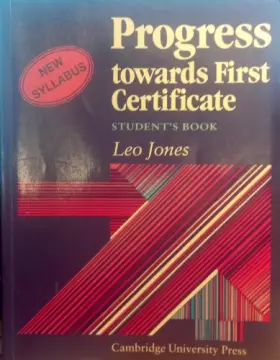 NEW
SYLLABUS
Progress
towards First
Certificate
STUDENT'S BOOK
Leo Jones
Cambridge University Press